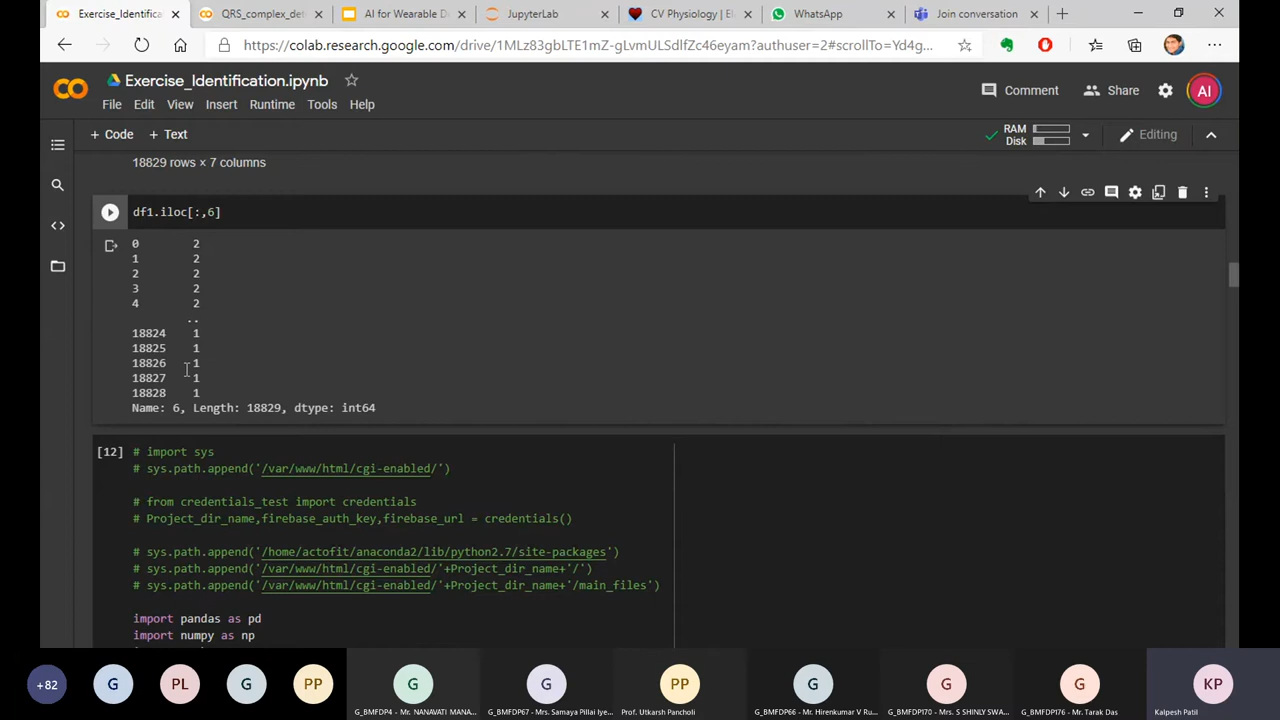 Exercise_Identifica
QRS_complex_det
AI for Wearable D
JupyterLab
CV Physiology | E
WhatsApp
Join conversation
https://colab.research.google.com/drive/1MLz83gbLTE1mZ-gLvmULSdlfZc46eyam?authuser=2#scrollTo=Yd4g...
Exercise_Identification.ipynb
Comment
Share
AI
File Edit View Insert Runtime Tools Help
+ Code + Text
RAM
Disk
Editing
18829 rows × 7 columns
df1.iloc[:,6]
0 2
1 2
2 2
3 2
4 2
..
18824 1
18825 1
18826 1
18827 1
18828 1
Name: 6, Length: 18829, dtype: int64
[12] # import sys
# sys.path.append('/var/www/html/cgi-enabled/')
# from credentials_test import credentials
# Project_dir_name,firebase_auth_key,firebase_url = credentials()
# sys.path.append('/home/actofit/anaconda2/lib/python2.7/site-packages')
# sys.path.append('/var/www/html/cgi-enabled/'+Project_dir_name+'/')
# sys.path.append('/var/www/html/cgi-enabled/'+Project_dir_name+'/main_files')
import pandas as pd
import numpy as np
+82 G PL G PP G G PP G G G KP
G_BMFDP4 - Mr. NANAVATI MANA...
G_BMFDP67 - Mrs. Samaya Pillai Iye...
Prof. Utkarsh Pancholi
G_BMFDP66 - Mr. Hirenkumar V Ru...
G_BMFDP170 - Mrs. S SHINLY SWA...
G_BMFDP176 - Mr. Tarak Das
Kalpesh Patil